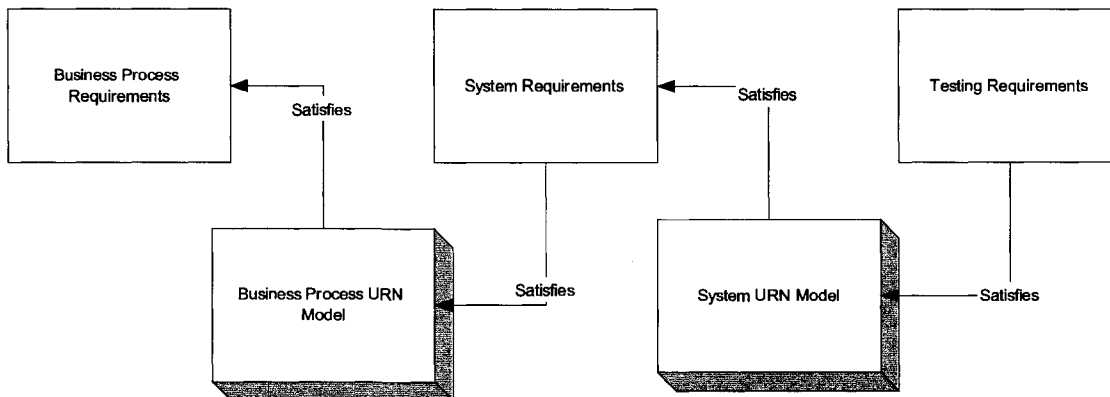 Business Process
Requirements
System Requirements
Testing Requirements
Satisfies
Satisfies
Business Process URN
Model
Satisfies
System URN Model
Satisfies